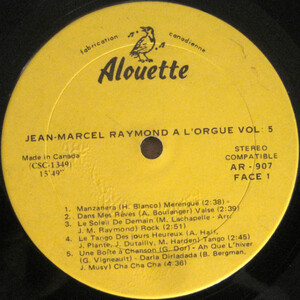 fabrication canadienne
Alouette
JEAN-MARCEL RAYMOND A L'ORGUE VOL: 5
Made in Canada
(CSC-1349)
15'49"
STEREO
COMPATIBLE
AR - 907
FACE 1
1. Manzanera (H. Blanco) Merengue (2:38)
2. Dans Mes Rêves (A. Boulanger) Valse (2:39)
3. Le Soleil De Demain (M. Lachapelle - Arr.
J. M. Raymond) Rock (2:51)
4. Le Tango Des Jours Heureux (A. Hall,
J. Plante, J. Dutailly, M. Harden) Tango (2:45)
5. Une Boîte à Chanson (G. Dor) - Ah Que L'hiver
(G. Vigneault) - Daria Diriadada (B. Bergman,
J. Musy) Cha Cha Cha (4:36)